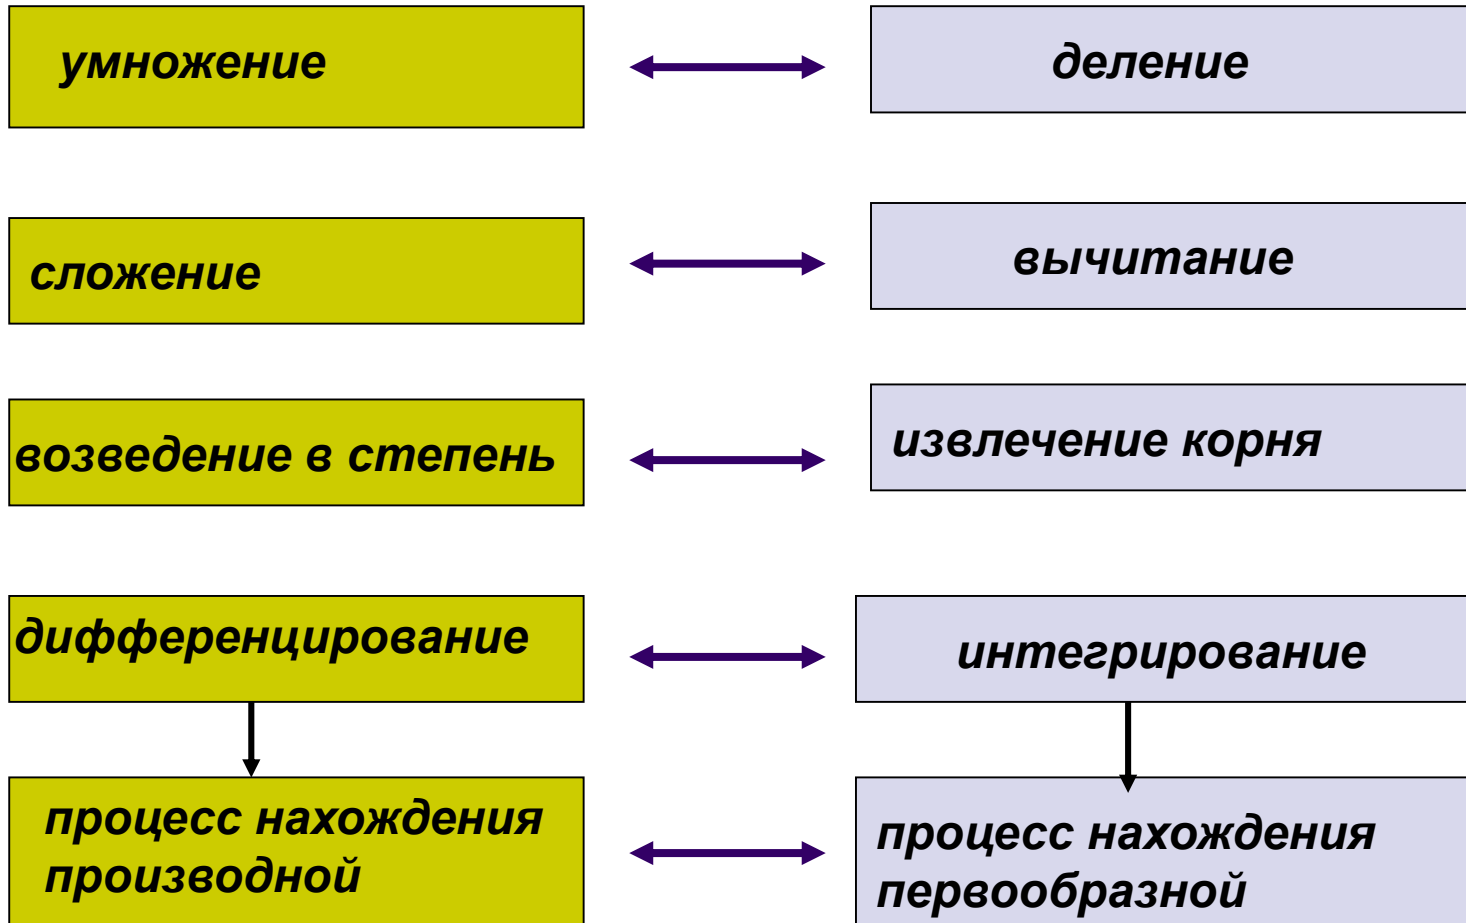 умножение
деление
сложение
вычитание
возведение в степень
извлечение корня
дифференцирование
интегрирование
процесс нахождения
производной
процесс нахождения
первообразной